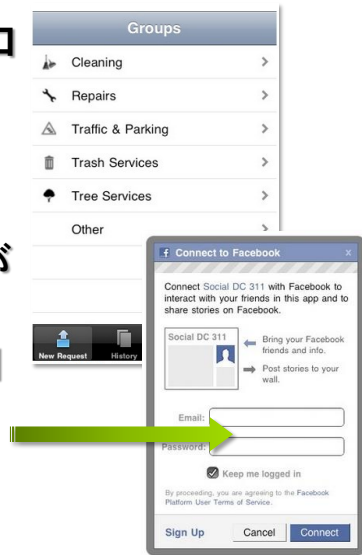 ロ
Groups
Cleaning
Repairs
Traffic & Parking
Trash Services
Tree Services
Other
が
New Request
History
Connect to Facebook
x
Connect Social DC 311 with Facebook to
interact with your friends in this app and to
share stories on Facebook.
Social DC 311
Bring your Facebook
friends and info.
Post stories to your
wall.
Email:
Password:
Keep me logged in
By proceeding, you are agreeing to the Facebook
Platform User Terms of Service.
Sign Up
Cancel
Connect